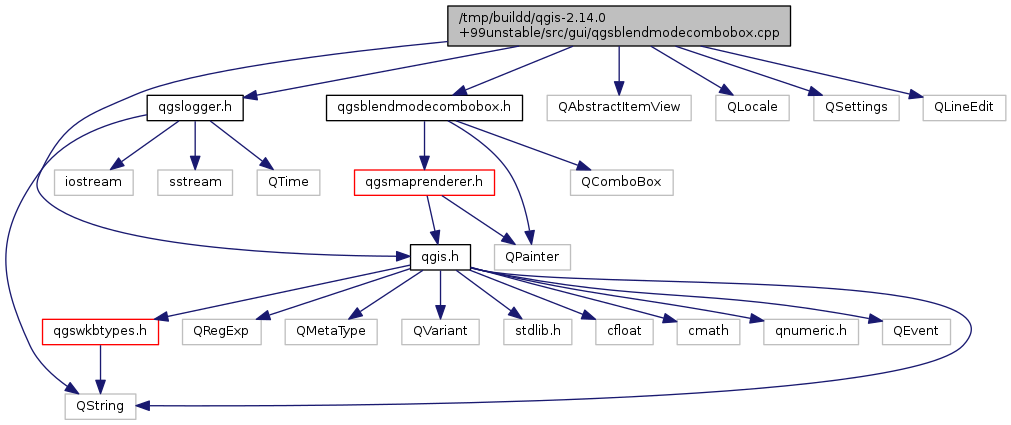 /tmp/buildd/qgis-2.14.0
+99unstable/src/gui/qgsblendmodecombobox.cpp
qgslogger.h
qgsblendmodecombobox.h
QAbstractItemView
QLocale
QSettings
QLineEdit
iostream
sstream
QTime
qgsmaprenderer.h
QComboBox
qgis.h
QPainter
qgswkbtypes.h
QRegExp
QMetaType
QVariant
stdlib.h
cfloat
cmath
qnumeric.h
QEvent
QString